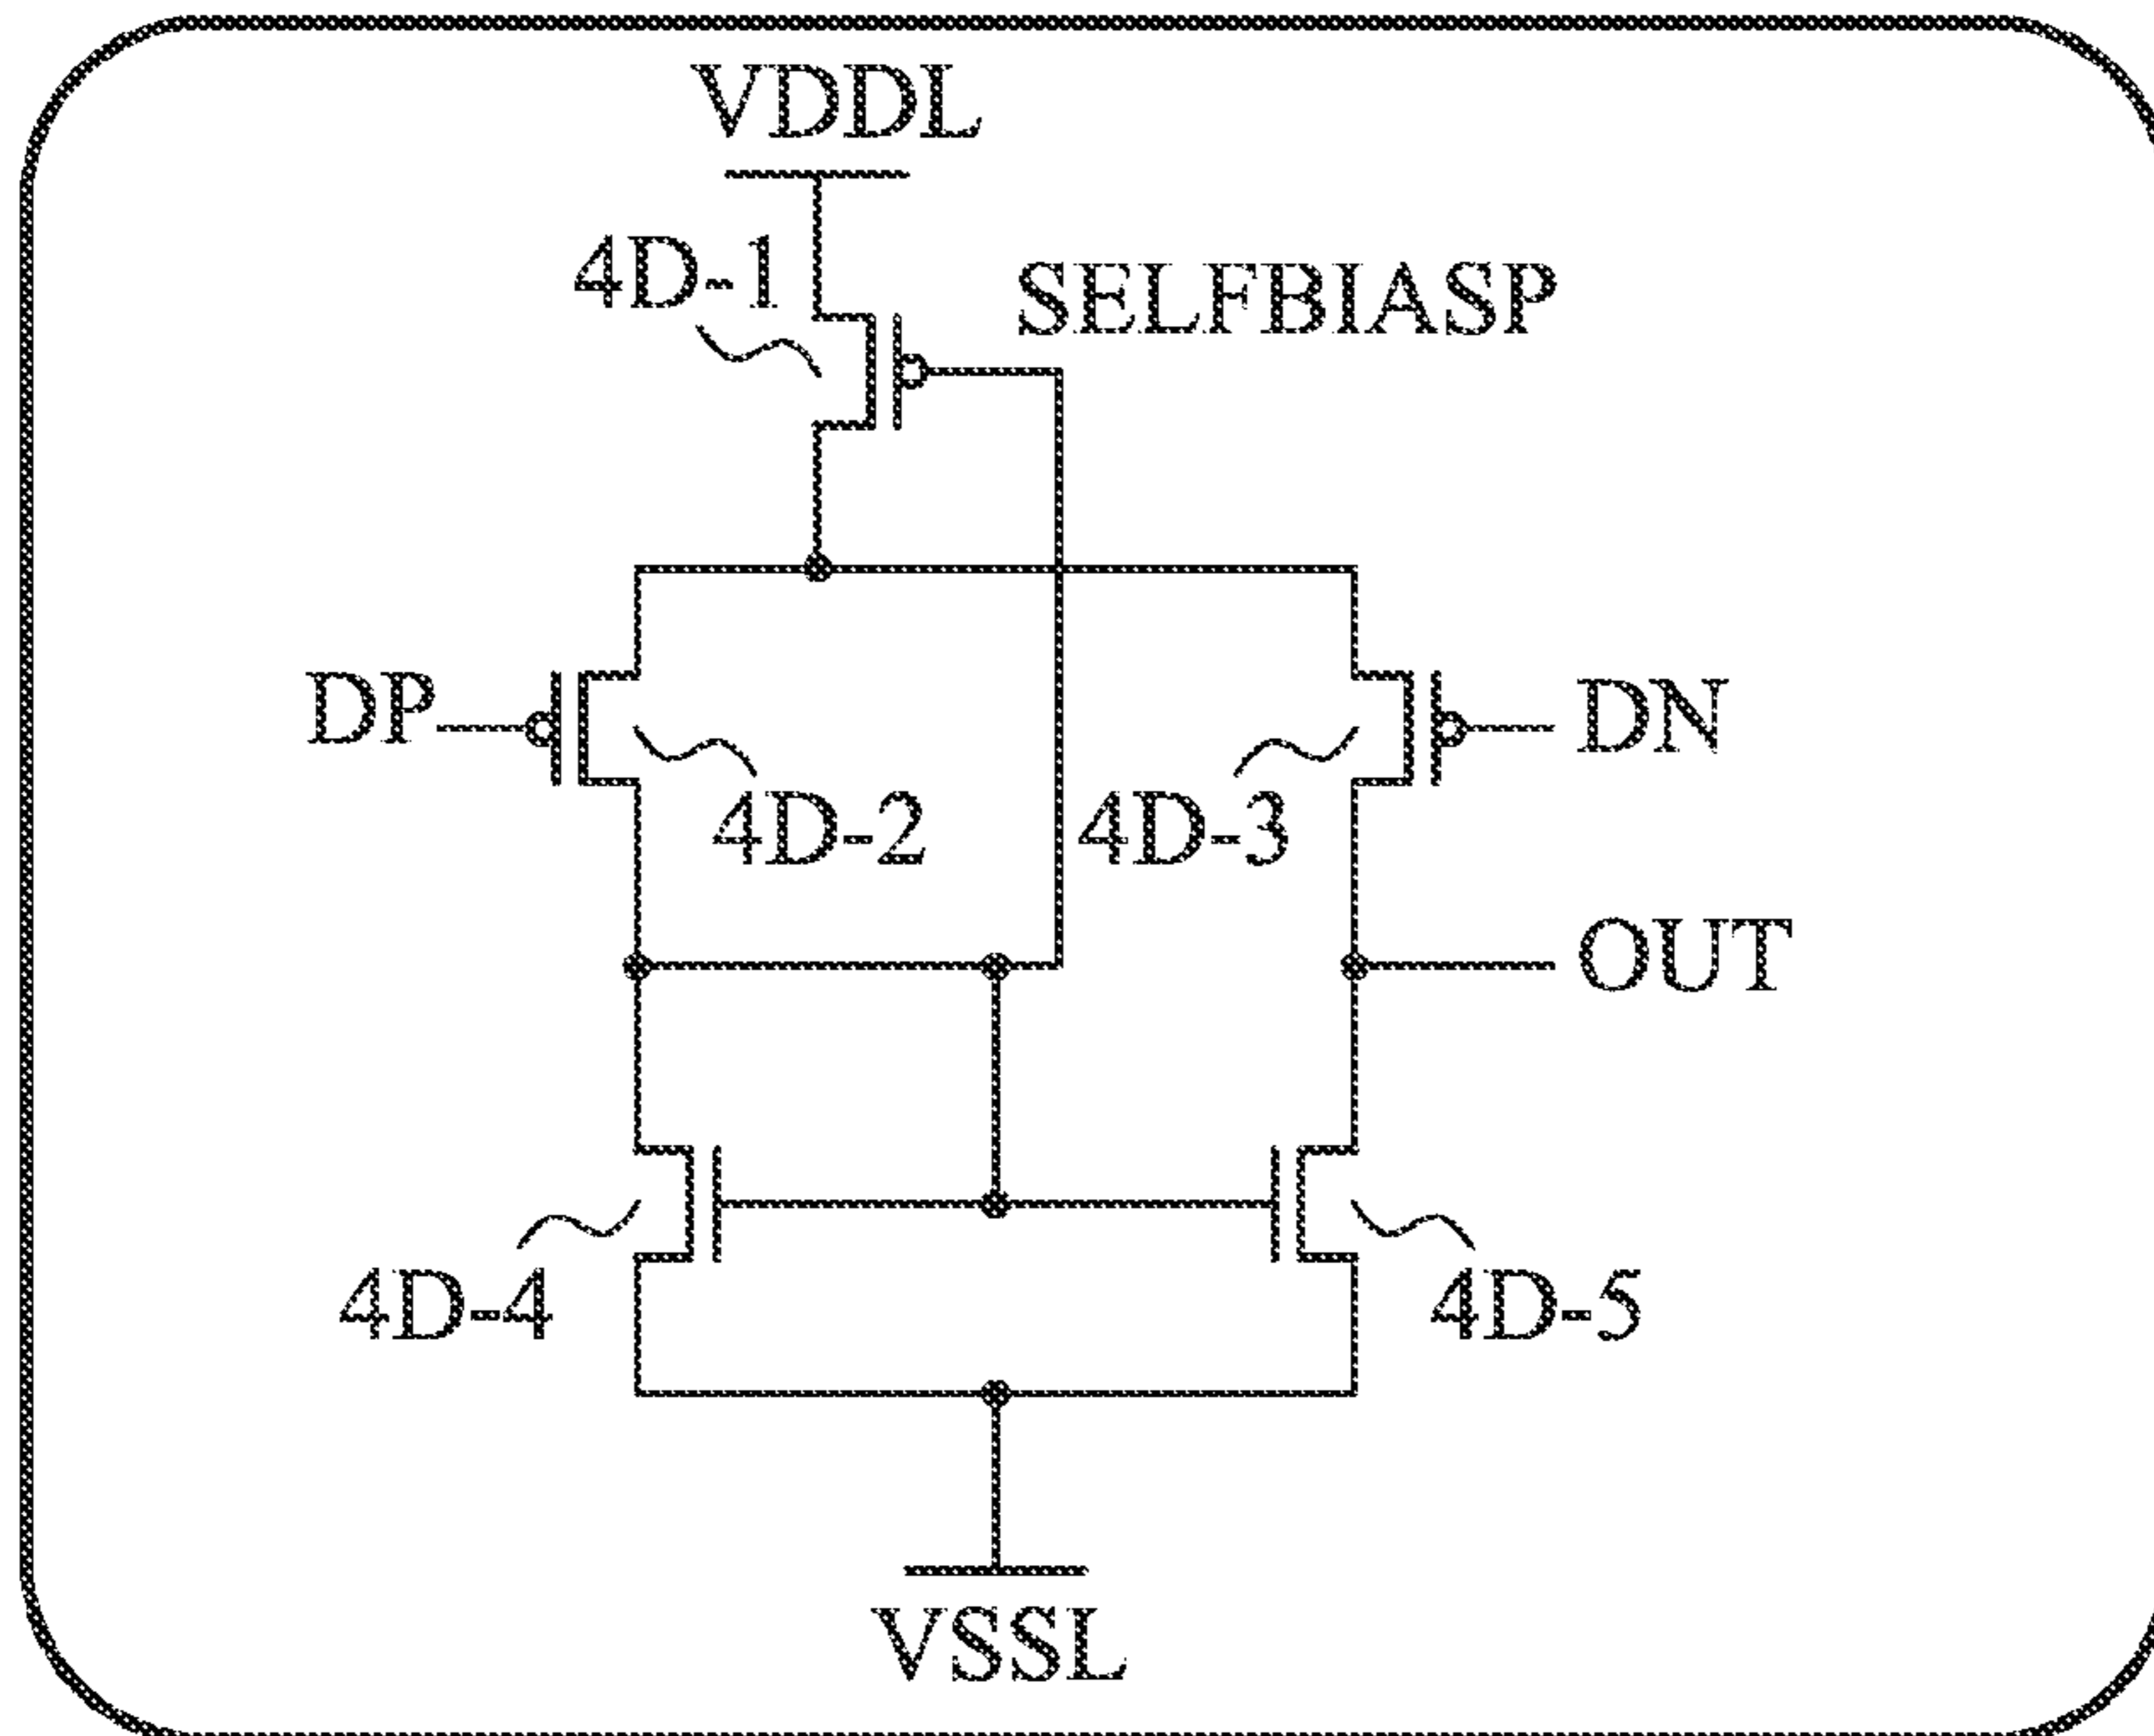 VDDL
4D-1
SELFBIASP
DP
DN
4D-2
4D-3
OUT
4D-4
4D-5
VSSL